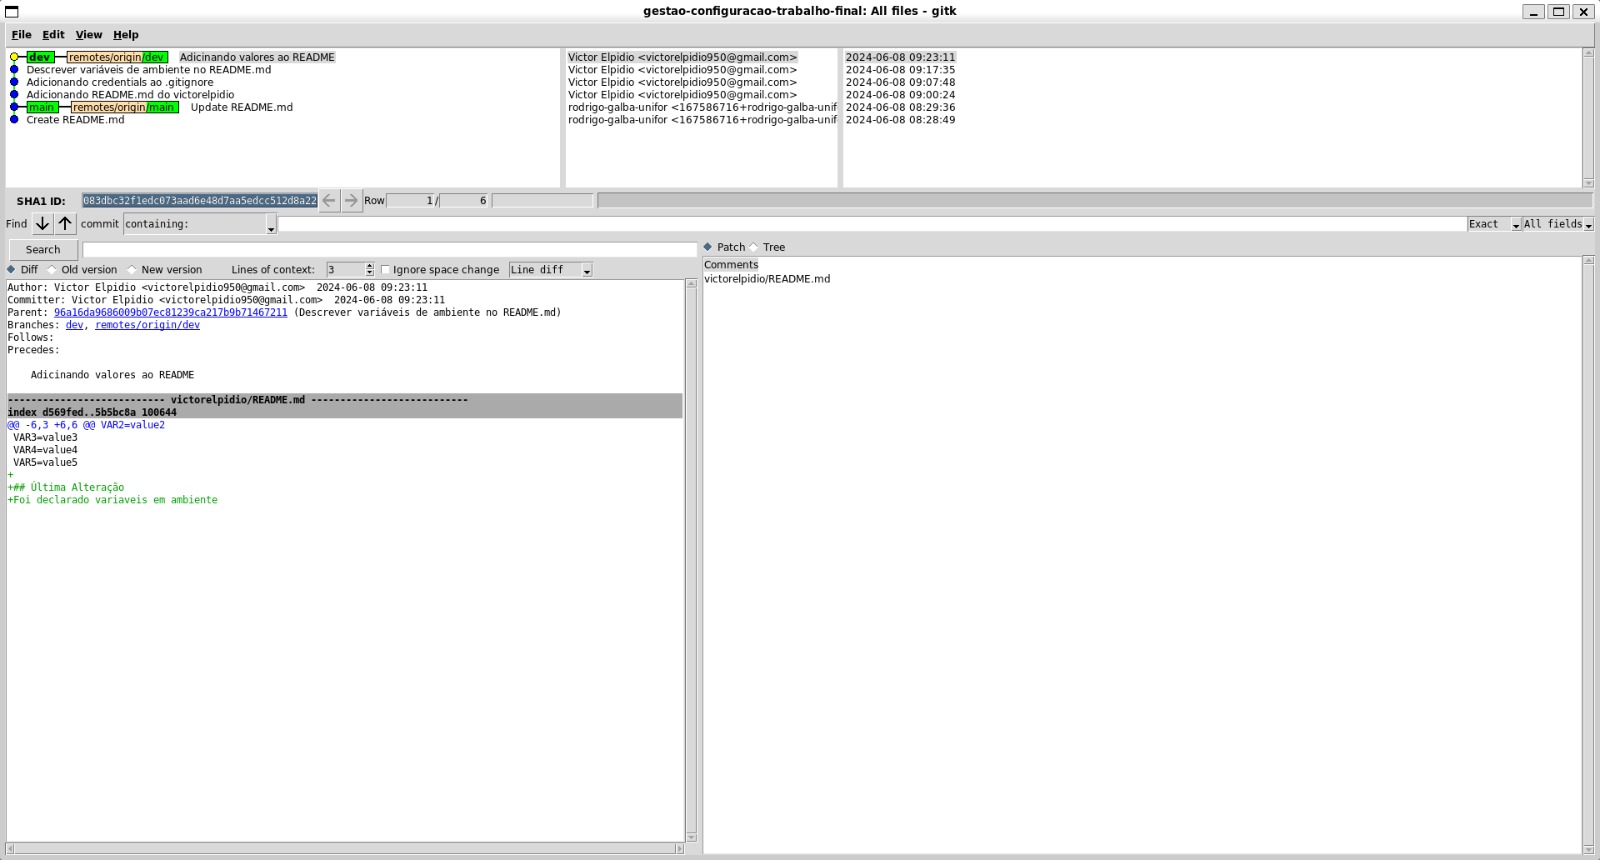 gestao-configuracao-trabalho-final: All files - gitk
File Edit View Help
dev remotes/origin/dev Adicinando valores ao README Victor Elpidio <victorelpidio950@gmail.com> 2024-06-08 09:23:11
Descrever variáveis de ambiente no README.md Victor Elpidio <victorelpidio950@gmail.com> 2024-06-08 09:17:35
Adicionando credentials ao .gitignore Victor Elpidio <victorelpidio950@gmail.com> 2024-06-08 09:07:48
Adicionando README.md do victorelpidio Victor Elpidio <victorelpidio950@gmail.com> 2024-06-08 09:00:24
main remotes/origin/main Update README.md rodrigo-galba-unifor <167586716+rodrigo-galba-unif 2024-06-08 08:29:36
Create README.md rodrigo-galba-unifor <167586716+rodrigo-galba-unif 2024-06-08 08:28:49
SHA1 ID: 083dbc32f1edc073aad6e48d7aa5edcc512d8a22 Row 1 / 6
Find commit containing: Exact All fields
Search
Diff Old version New version Lines of context: 3 Ignore space change Line diff
Author: Victor Elpidio <victorelpidio950@gmail.com>  2024-06-08 09:23:11
Committer: Victor Elpidio <victorelpidio950@gmail.com>  2024-06-08 09:23:11
Parent: 96a16da9686009b07ec81239ca217b9b71467211 (Descrever variáveis de ambiente no README.md)
Branches: dev, remotes/origin/dev
Follows:
Precedes:
Adicinando valores ao README
--------------------------- victorelpidio/README.md ---------------------------
index d569fed..5b5bc8a 100644
@@ -6,3 +6,6 @@ VAR2=value2
VAR3=value3
VAR4=value4
VAR5=value5
+
+## Última Alteração
+Foi declarado variaveis em ambiente
Patch Tree
Comments
victorelpidio/README.md